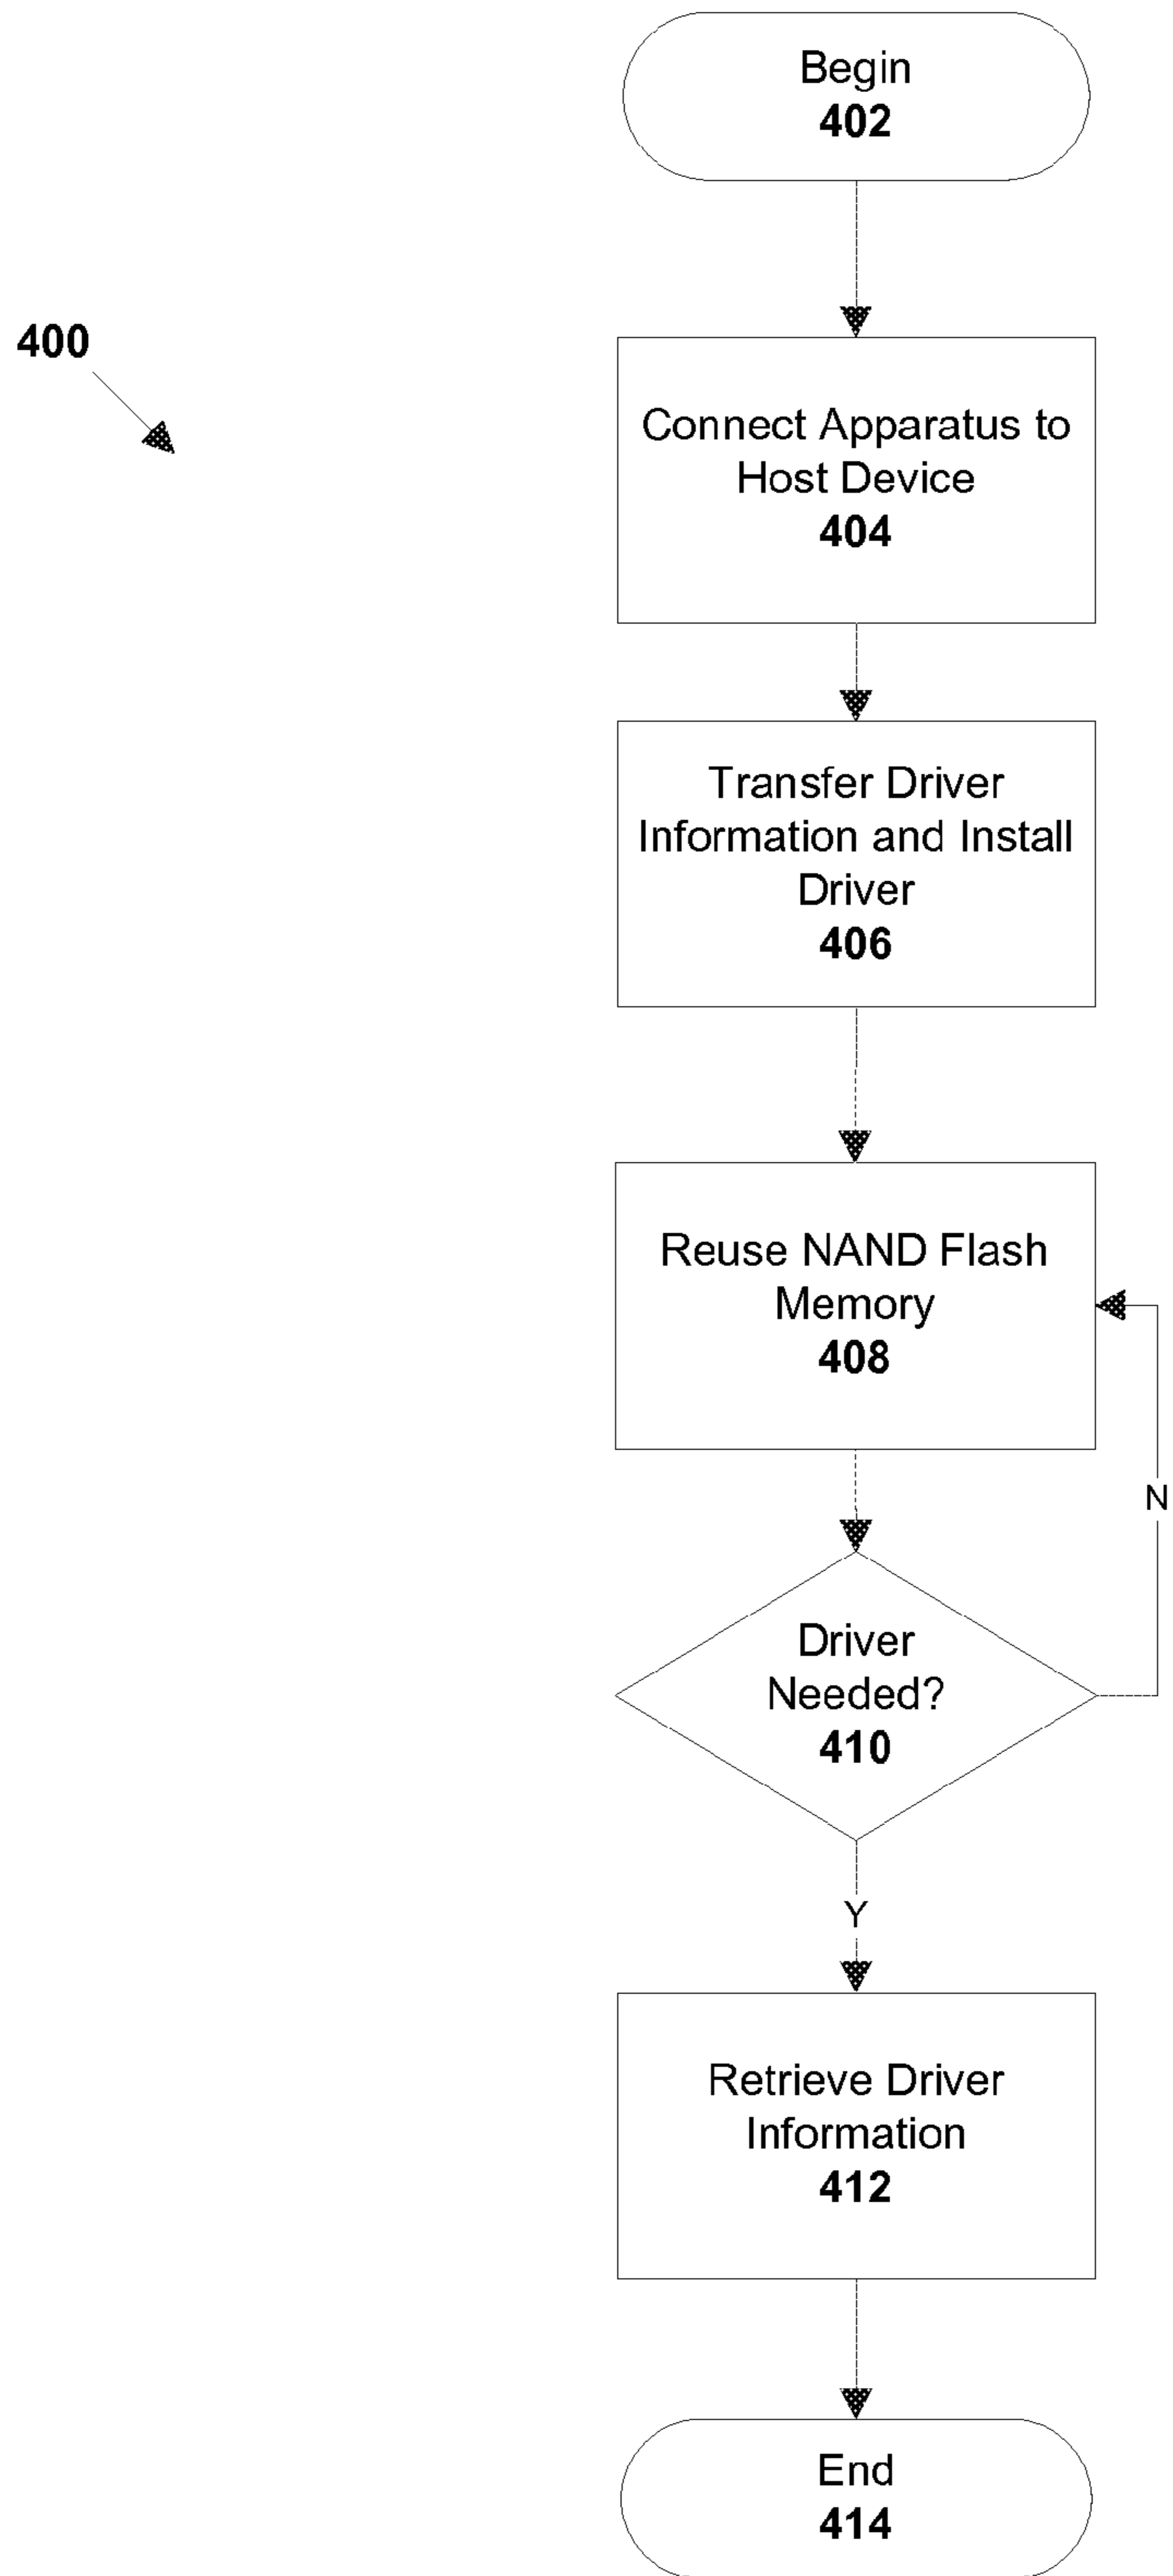 Begin
402
400
Connect Apparatus to
Host Device
404
Transfer Driver
Information and Install
Driver
406
Reuse NAND Flash
Memory
408
N
Driver
Needed?
410
Y
Retrieve Driver
Information
412
End
414